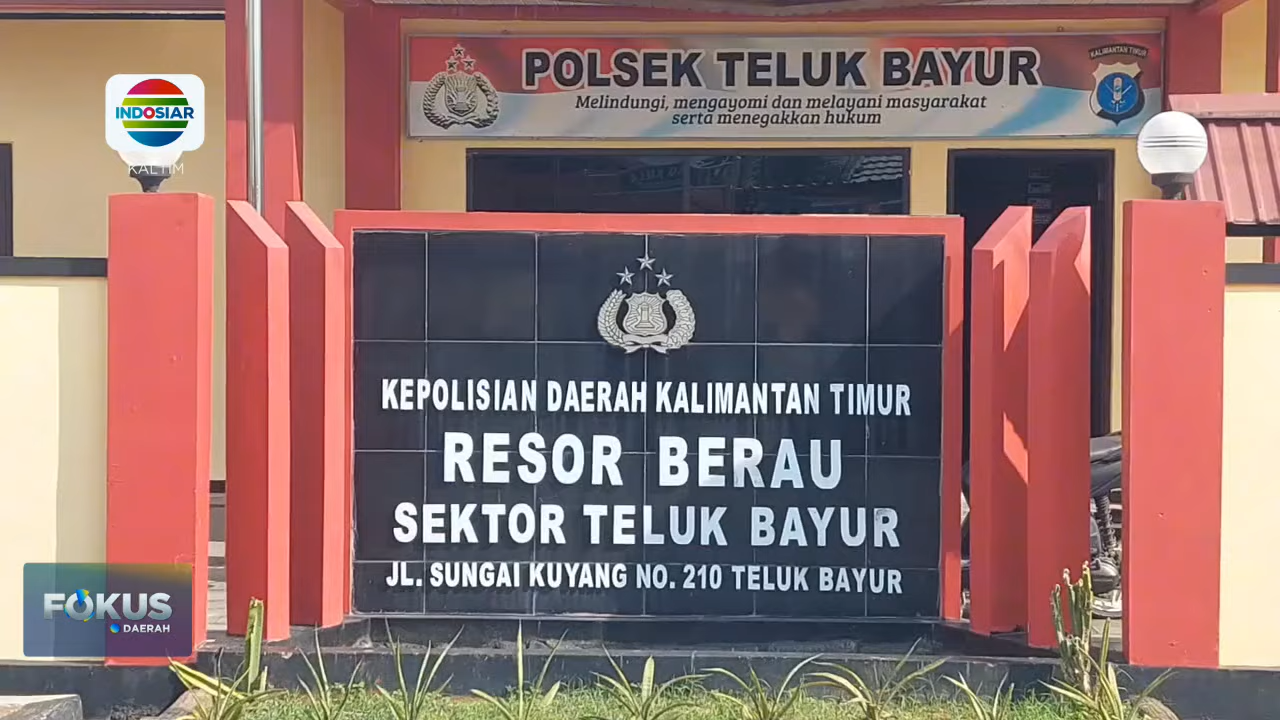 POLSEK TELUK BAYUR
Melindungi, mengayomi dan melayani masyarakat
serta menegakkan hukum
KALIMANTAN TIMUR
INDOSIAR
KALTIM
KEPOLISIAN DAERAH KALIMANTAN TIMUR
RESOR BERAU
SEKTOR TELUK BAYUR
JL. SUNGAI KUYANG NO. 210 TELUK BAYUR
FOKUS
DAERAH